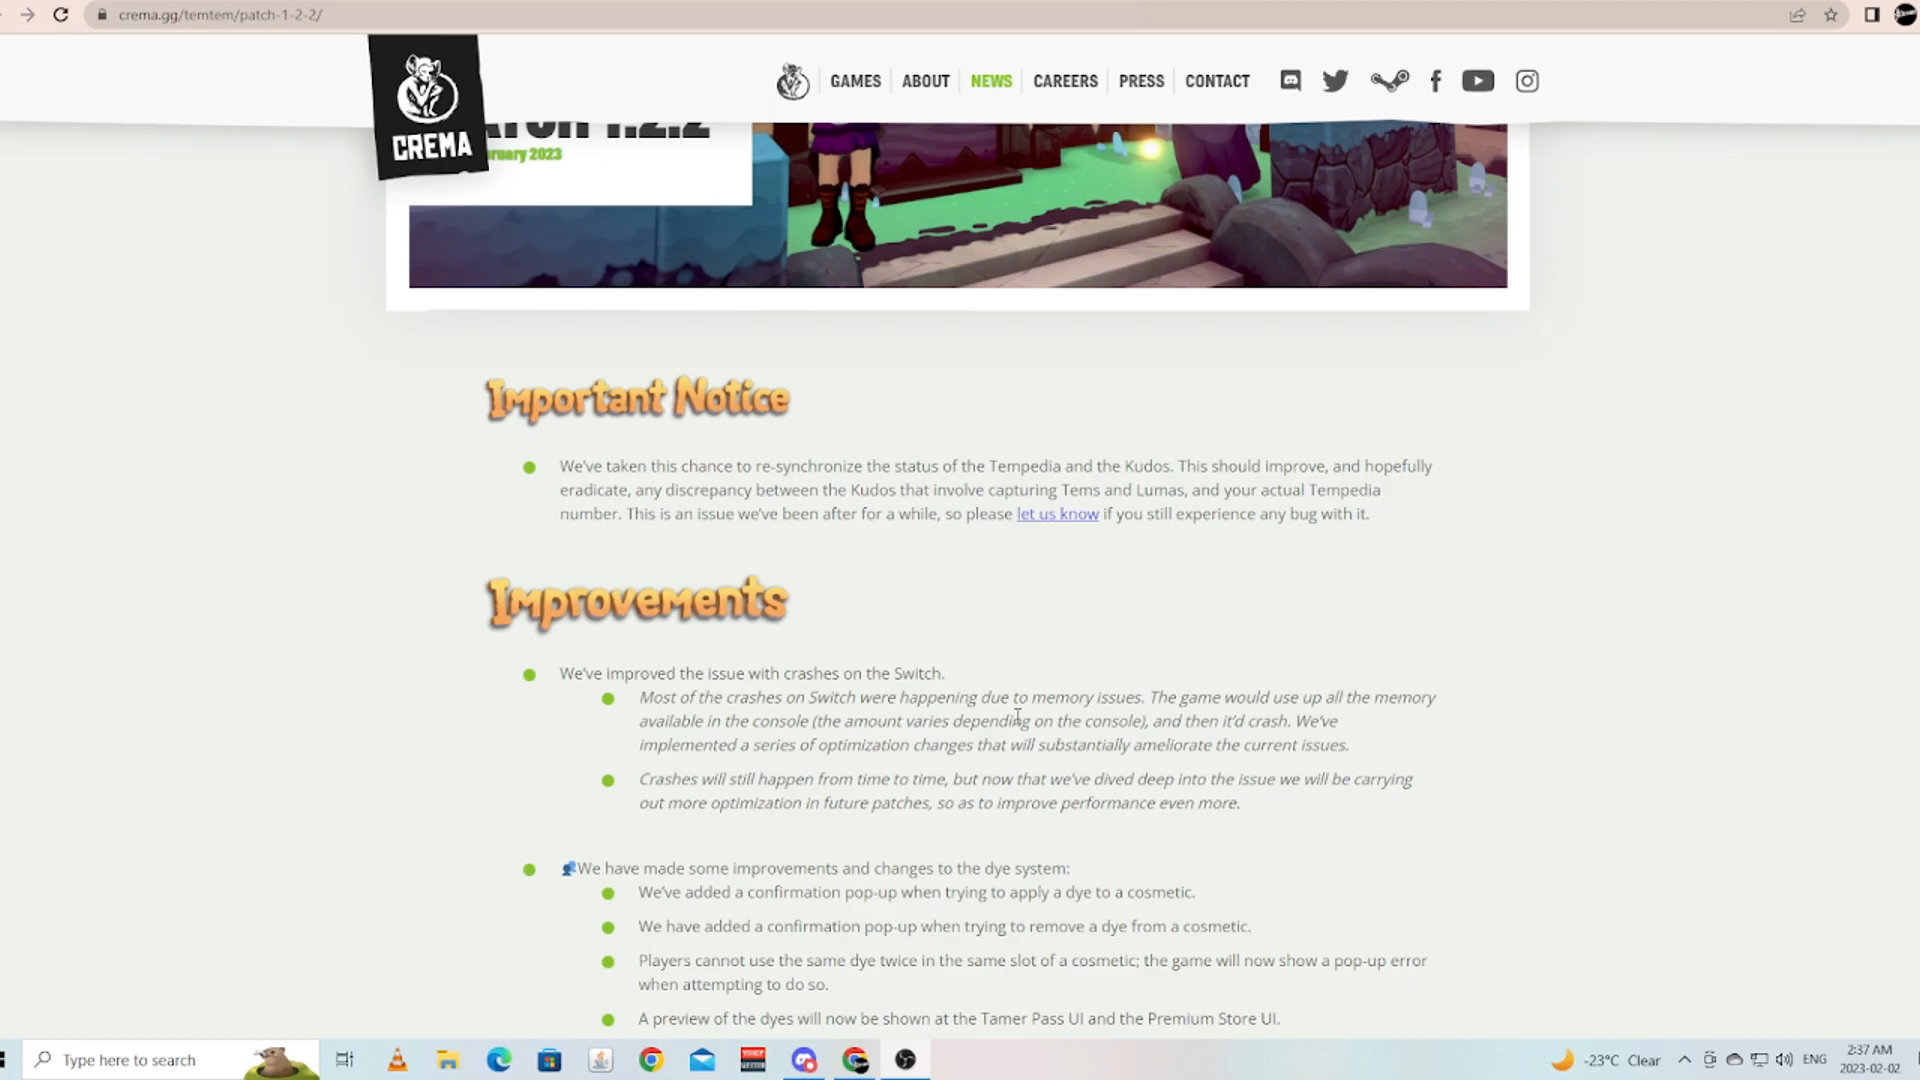 crema.gg/temtem/patch-1-2-2/
CREMA
GAMES
ABOUT
NEWS
CAREERS
PRESS
CONTACT
1.2.2
2023
Important Notice
We've taken this chance to re-synchronize the status of the Tempedia and the Kudos. This should improve, and hopefully
eradicate, any discrepancy between the Kudos that involve capturing Tems and Lumas, and your actual Tempedia
number. This is an issue we've been after for a while, so please let us know if you still experience any bug with it.
Improvements
We've improved the issue with crashes on the Switch.
Most of the crashes on Switch were happening due to memory issues. The game would use up all the memory
available in the console (the amount varies depending on the console), and then it'd crash. We've
implemented a series of optimization changes that will substantially ameliorate the current issues.
Crashes will still happen from time to time, but now that we've dived deep into the issue we will be carrying
out more optimization in future patches, so as to improve performance even more.
We have made some improvements and changes to the dye system:
We've added a confirmation pop-up when trying to apply a dye to a cosmetic.
We have added a confirmation pop-up when trying to remove a dye from a cosmetic.
Players cannot use the same dye twice in the same slot of a cosmetic; the game will now show a pop-up error
when attempting to do so.
A preview of the dyes will now be shown at the Tamer Pass UI and the Premium Store UI.
Type here to search
-23°C Clear
ENG
2:37 AM
2023-02-02